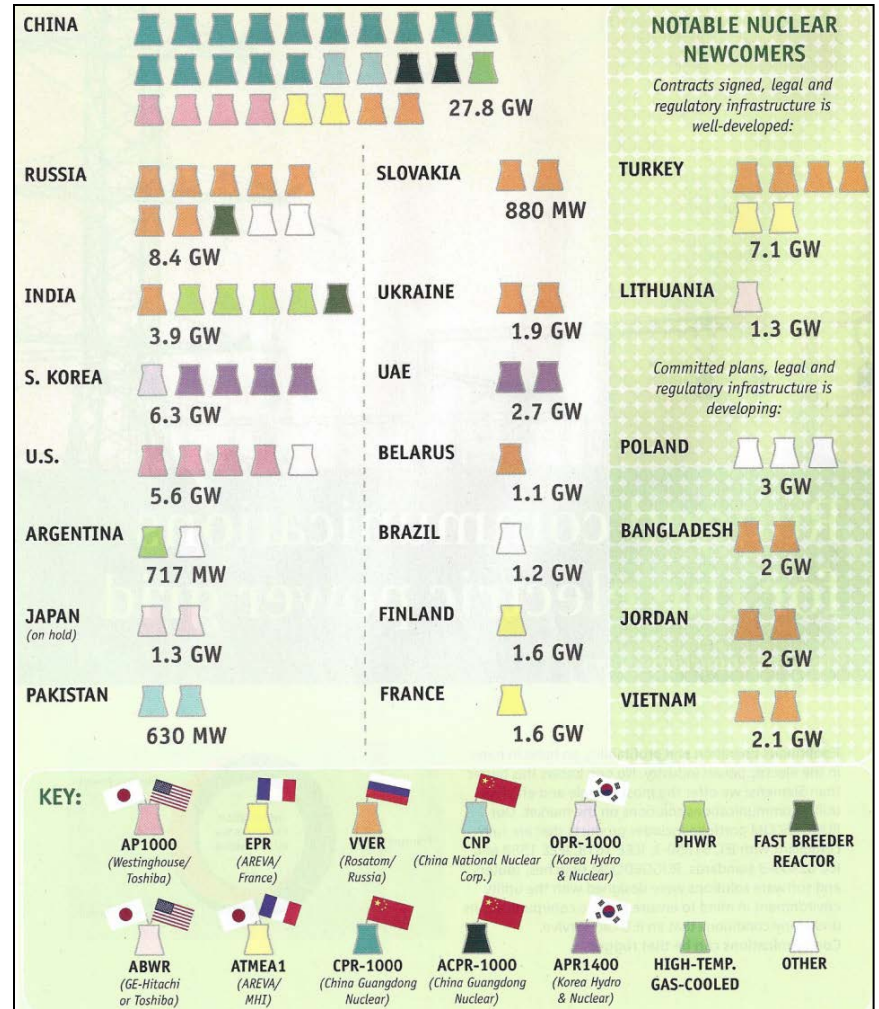 CHINA
27.8 GW
RUSSIA
8.4 GW
INDIA
3.9 GW
S. KOREA
6.3 GW
U.S.
5.6 GW
ARGENTINA
717 MW
JAPAN
(on hold)
1.3 GW
PAKISTAN
630 MW
SLOVAKIA
880 MW
UKRAINE
1.9 GW
UAE
2.7 GW
BELARUS
1.1 GW
BRAZIL
1.2 GW
FINLAND
1.6 GW
FRANCE
1.6 GW
NOTABLE NUCLEAR
NEWCOMERS
Contracts signed, legal and
regulatory infrastructure is
well-developed:
TURKEY
7.1 GW
LITHUANIA
1.3 GW
Committed plans, legal and
regulatory infrastructure is
developing:
POLAND
3 GW
BANGLADESH
2 GW
JORDAN
2 GW
VIETNAM
2.1 GW
KEY:
AP1000
(Westinghouse/
Toshiba)
EPR
(AREVA/
France)
VVER
(Rosatom/
Russia)
CNP
(China National Nuclear
Corp.)
OPR-1000
(Korea Hydro
& Nuclear)
PHWR
FAST BREEDER
REACTOR
ABWR
(GE-Hitachi
or Toshiba)
ATMEA1
(AREVA/
MHI)
CPR-1000
(China Guangdong
Nuclear)
ACPR-1000
(China Guangdong
Nuclear)
APR1400
(Korea Hydro
& Nuclear)
HIGH-TEMP.
GAS-COOLED
OTHER